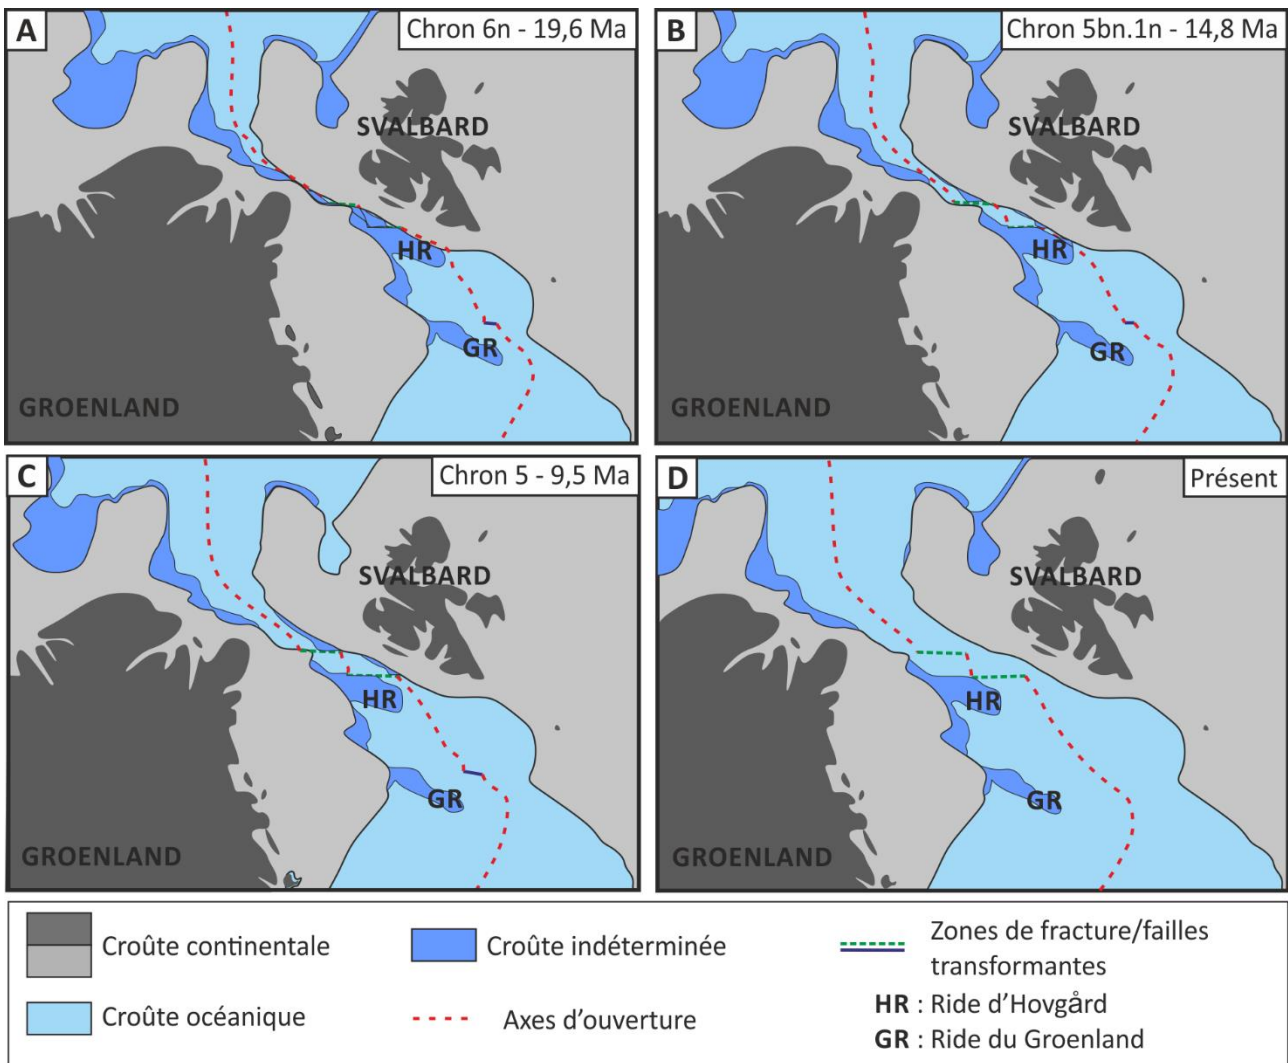 A
Chron 6n - 19,6 Ma
SVALBARD
HR
GR
GROENLAND
B
Chron 5bn.1n - 14,8 Ma
SVALBARD
HR
GR
GROENLAND
C
Chron 5 - 9,5 Ma
SVALBARD
HR
GR
GROENLAND
D
Présent
SVALBARD
HR
GR
GROENLAND
Croûte continentale
Croûte océanique
Croûte indéterminée
Axes d'ouverture
Zones de fracture/failles
transformantes
HR : Ride d'Hovgård
GR : Ride du Groenland